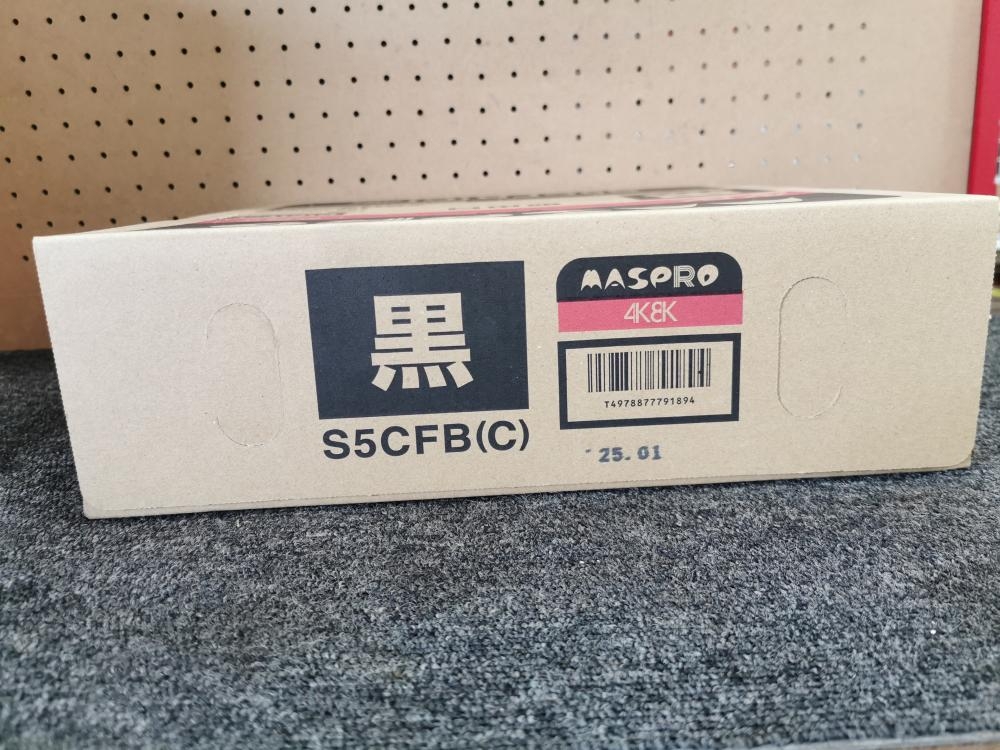 黒
S5CFB(C)
MASPRO
4K8K
T4978877791894
'25.01